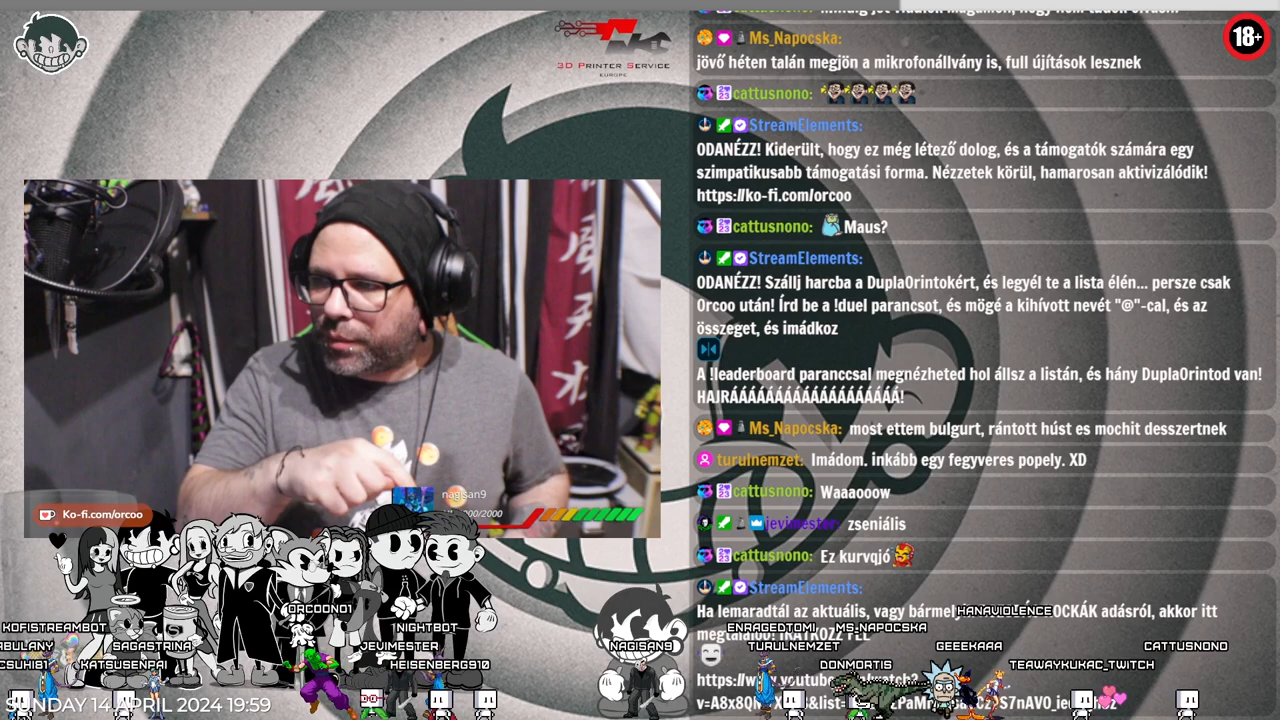 18+
3D PRINTER SERVICE
EUROPE
Ms_Napocska:
jövő héten talán megjön a mikrofonállvány is, full újítások lesznek
cattusnono:
StreamElements:
ODANÉZZ! Kiderült, hogy ez még létező dolog, és a támogatók számára egy
szimpatikusabb támogatási forma. Nézzetek körül, hamarosan aktivizálódik!
https://ko-fi.com/orcoo
cattusnono: Maus?
StreamElements:
ODANÉZZ! Szállj harcba a DuplaOrintokért, és legyél te a lista élén... persze csak
Orcoo után! Írd be a !duel parancsot, és mögé a kihívott nevét "@"-cal, és az
összeget, és imádkoz
A !leaderboard paranccsal megnézheted hol állsz a listán, és hány DuplaOrintod van!
HAJRÁÁÁÁÁÁÁÁÁÁÁÁÁÁÁÁÁÁÁ!
Ms_Napocska: most ettem bulgurt, rántott húst es mochit desszertnek
turulnemzet: Imádom. inkább egy fegyveres popely. XD
cattusnono: Waaaooow
jevimester: zseniális
cattusnono: Ez kurvqjó
StreamElements:
Ha lemaradtál az aktuális, vagy
OCKÁK adásról, akkor itt
nagisan9
/2000
Ko-fi.com/orcoo
ORCOON01
HANAVIOLENCE
KOFISTREAMBOT
NIGHTBOT
ENRAGEDTOMI
MS_NAPOCSKA
SAGASTRINA
JEVIMESTER
NAGISAN9
TURULNEMZET
GEEEKAAA
CATTUSNONO
KATSUSENPAI
HEISENBERG910
DONMORTIS
TEAWAYKUKAC_TWITCH
SUNDAY 14 APRIL 2024 19:59